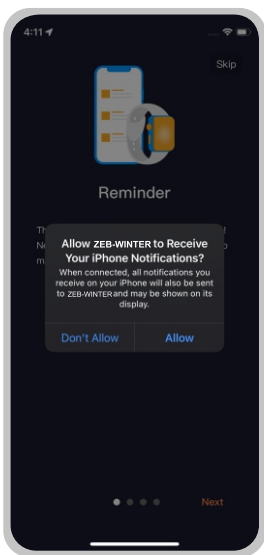 4:11
Skip
Reminder
Th !
Allow ZEB-WINTER to Receive
Ne o
Your iPhone Notifications?
m
When connected, all notifications you
receive on your iPhone will also be sent
to ZEB-WINTER and may be shown on its
display.
Don't Allow Allow
Next